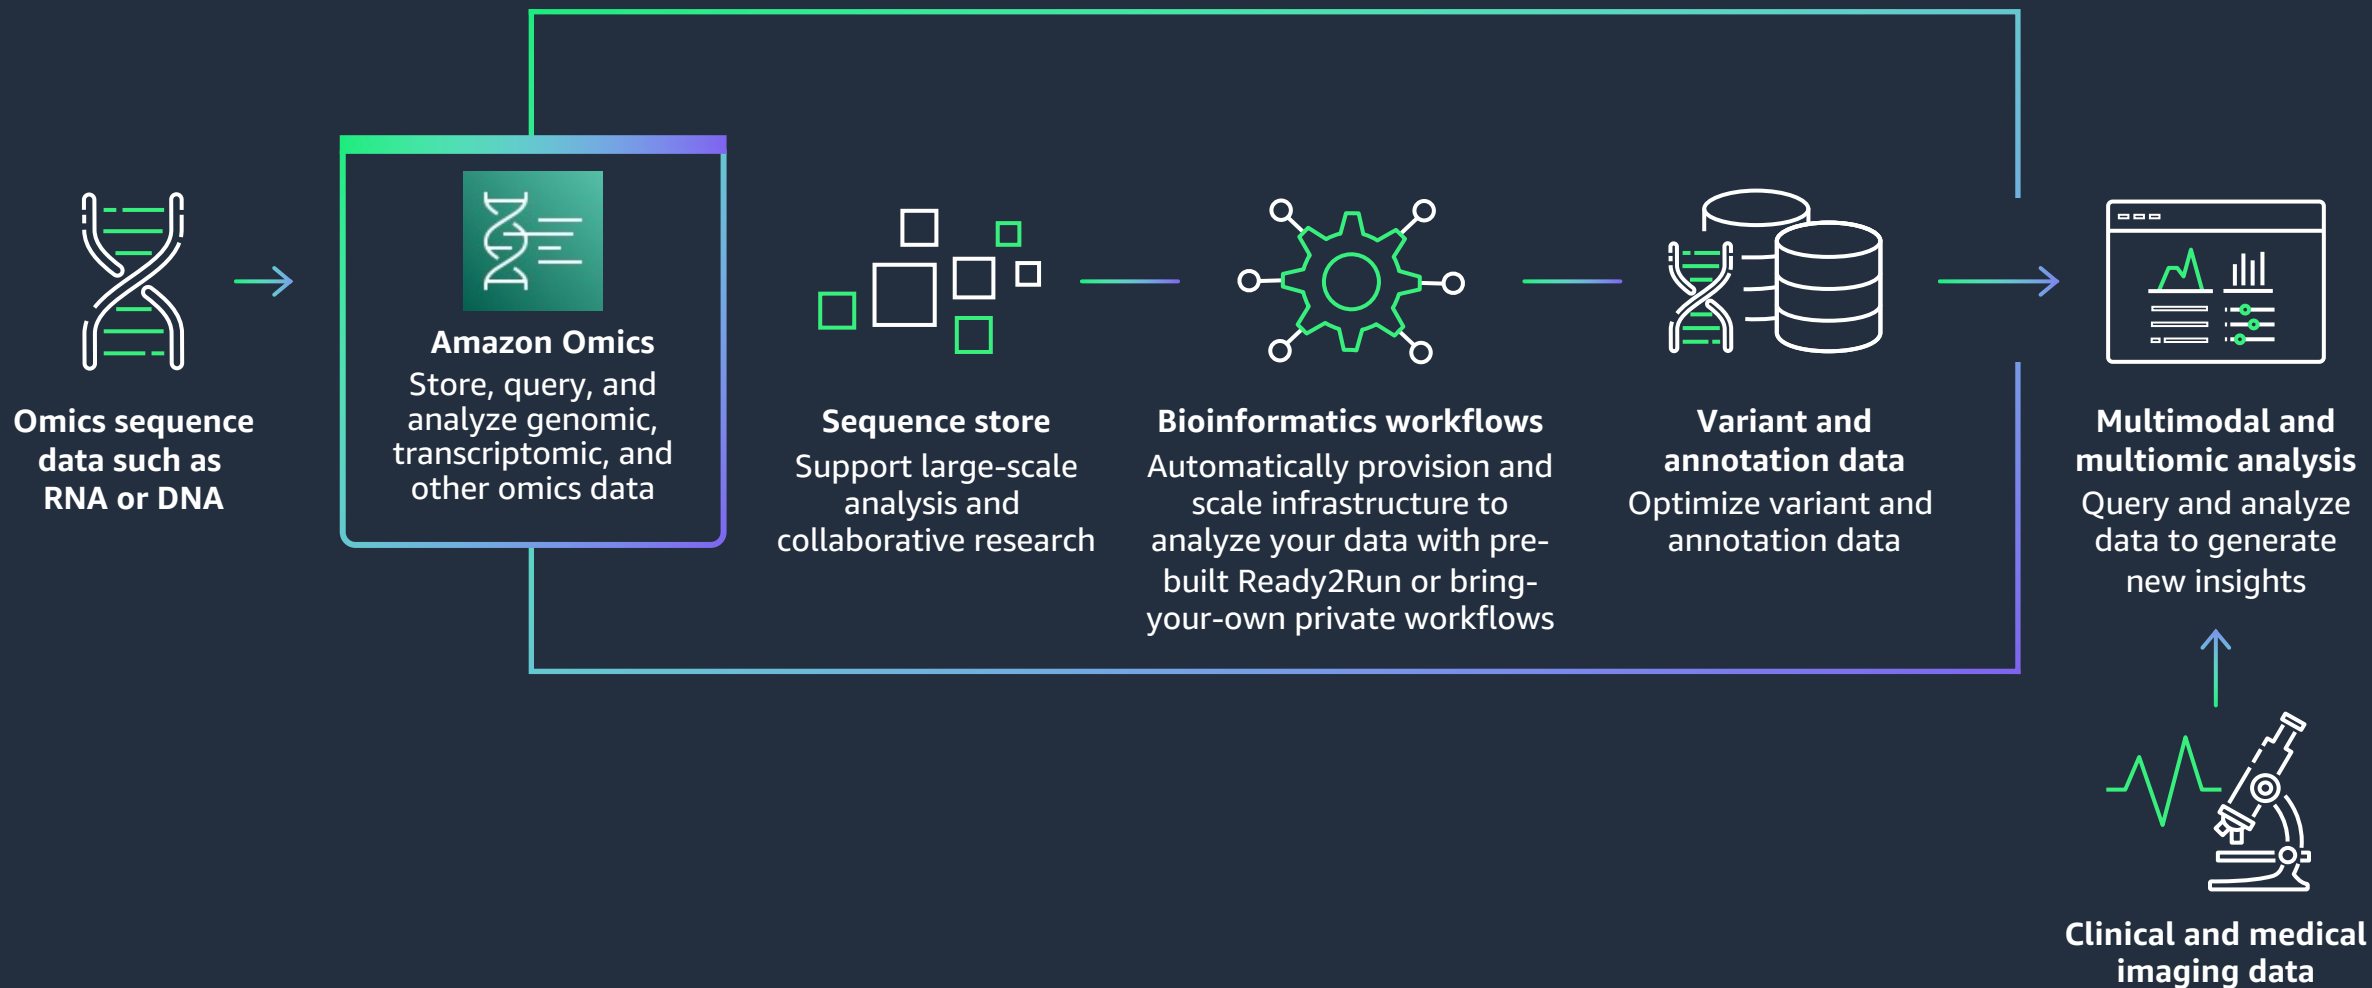 Omics sequence
data such as
RNA or DNA
Amazon Omics
Store, query, and
analyze genomic,
transcriptomic, and
other omics data
Sequence store
Support large-scale
analysis and
collaborative research
Bioinformatics workflows
Automatically provision and
scale infrastructure to
analyze your data with pre-
built Ready2Run or bring-
your-own private workflows
Variant and
annotation data
Optimize variant and
annotation data
Multimodal and
multiomic analysis
Query and analyze
data to generate
new insights
Clinical and medical
imaging data